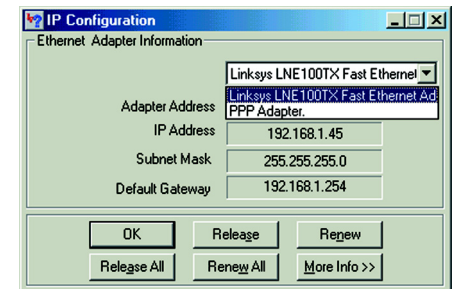 IP Configuration
Ethernet Adapter Information
Linksys LNE100TX Fast Ethernet
Linksys LNE100TX Fast Ethernet Ad
Adapter Address
PPP Adapter.
IP Address 192.168.1.45
Subnet Mask 255.255.255.0
Default Gateway 192.168.1.254
OK Release Renew
Release All Renew All More Info >>